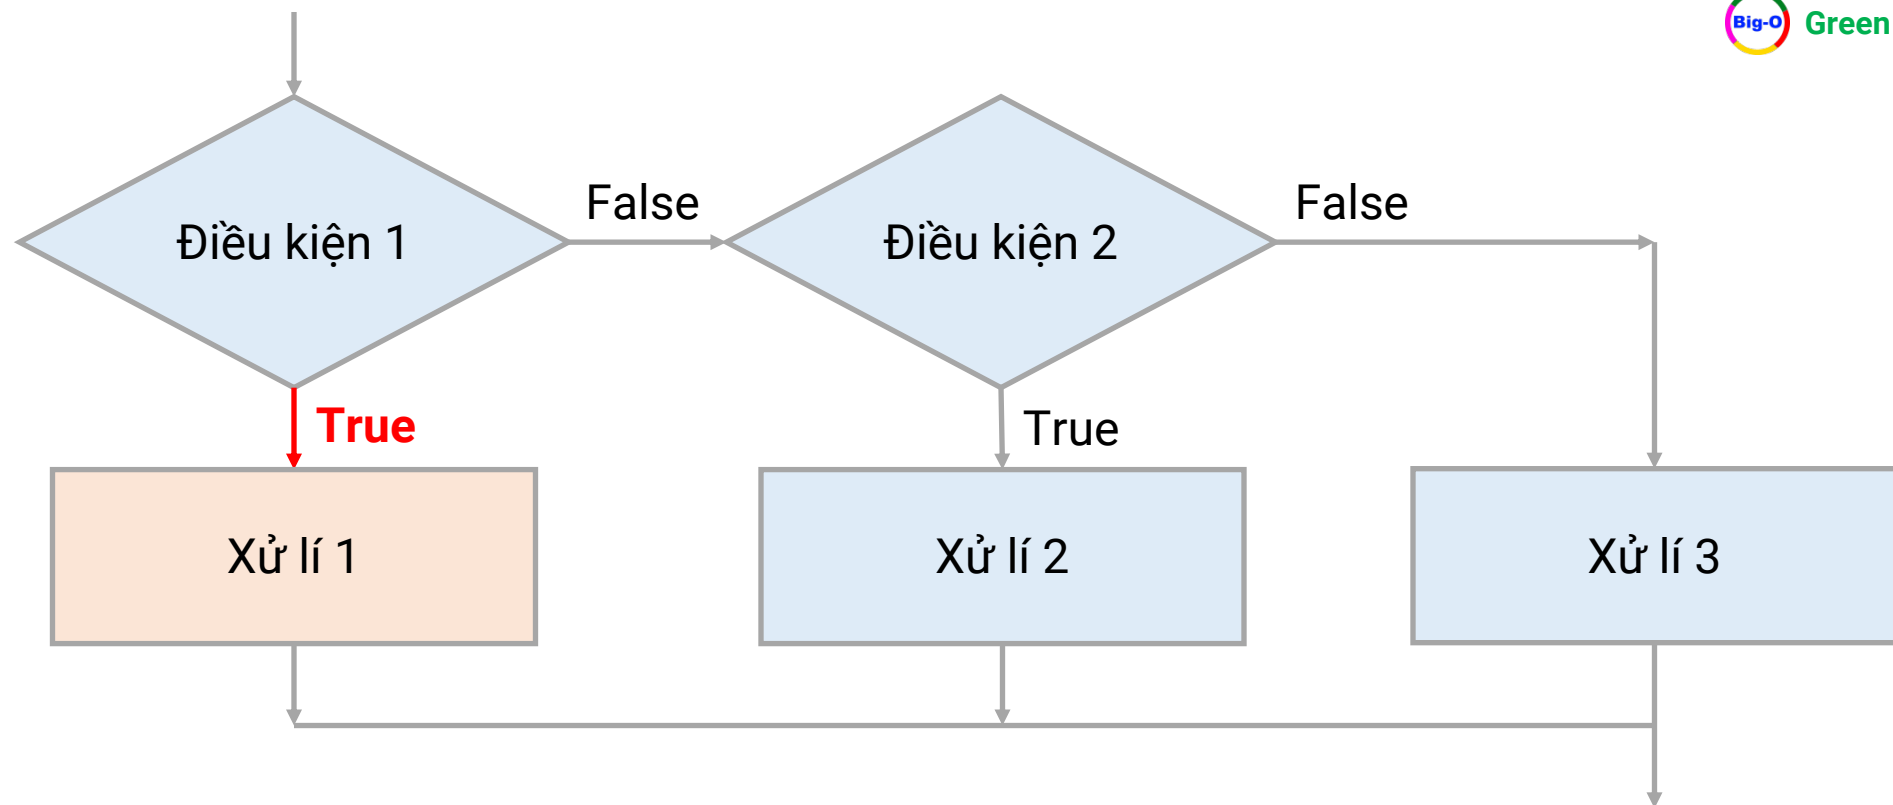 Big-O Green
False
False
Điều kiện 1
Điều kiện 2
True
True
Xử lí 1
Xử lí 2
Xử lí 3